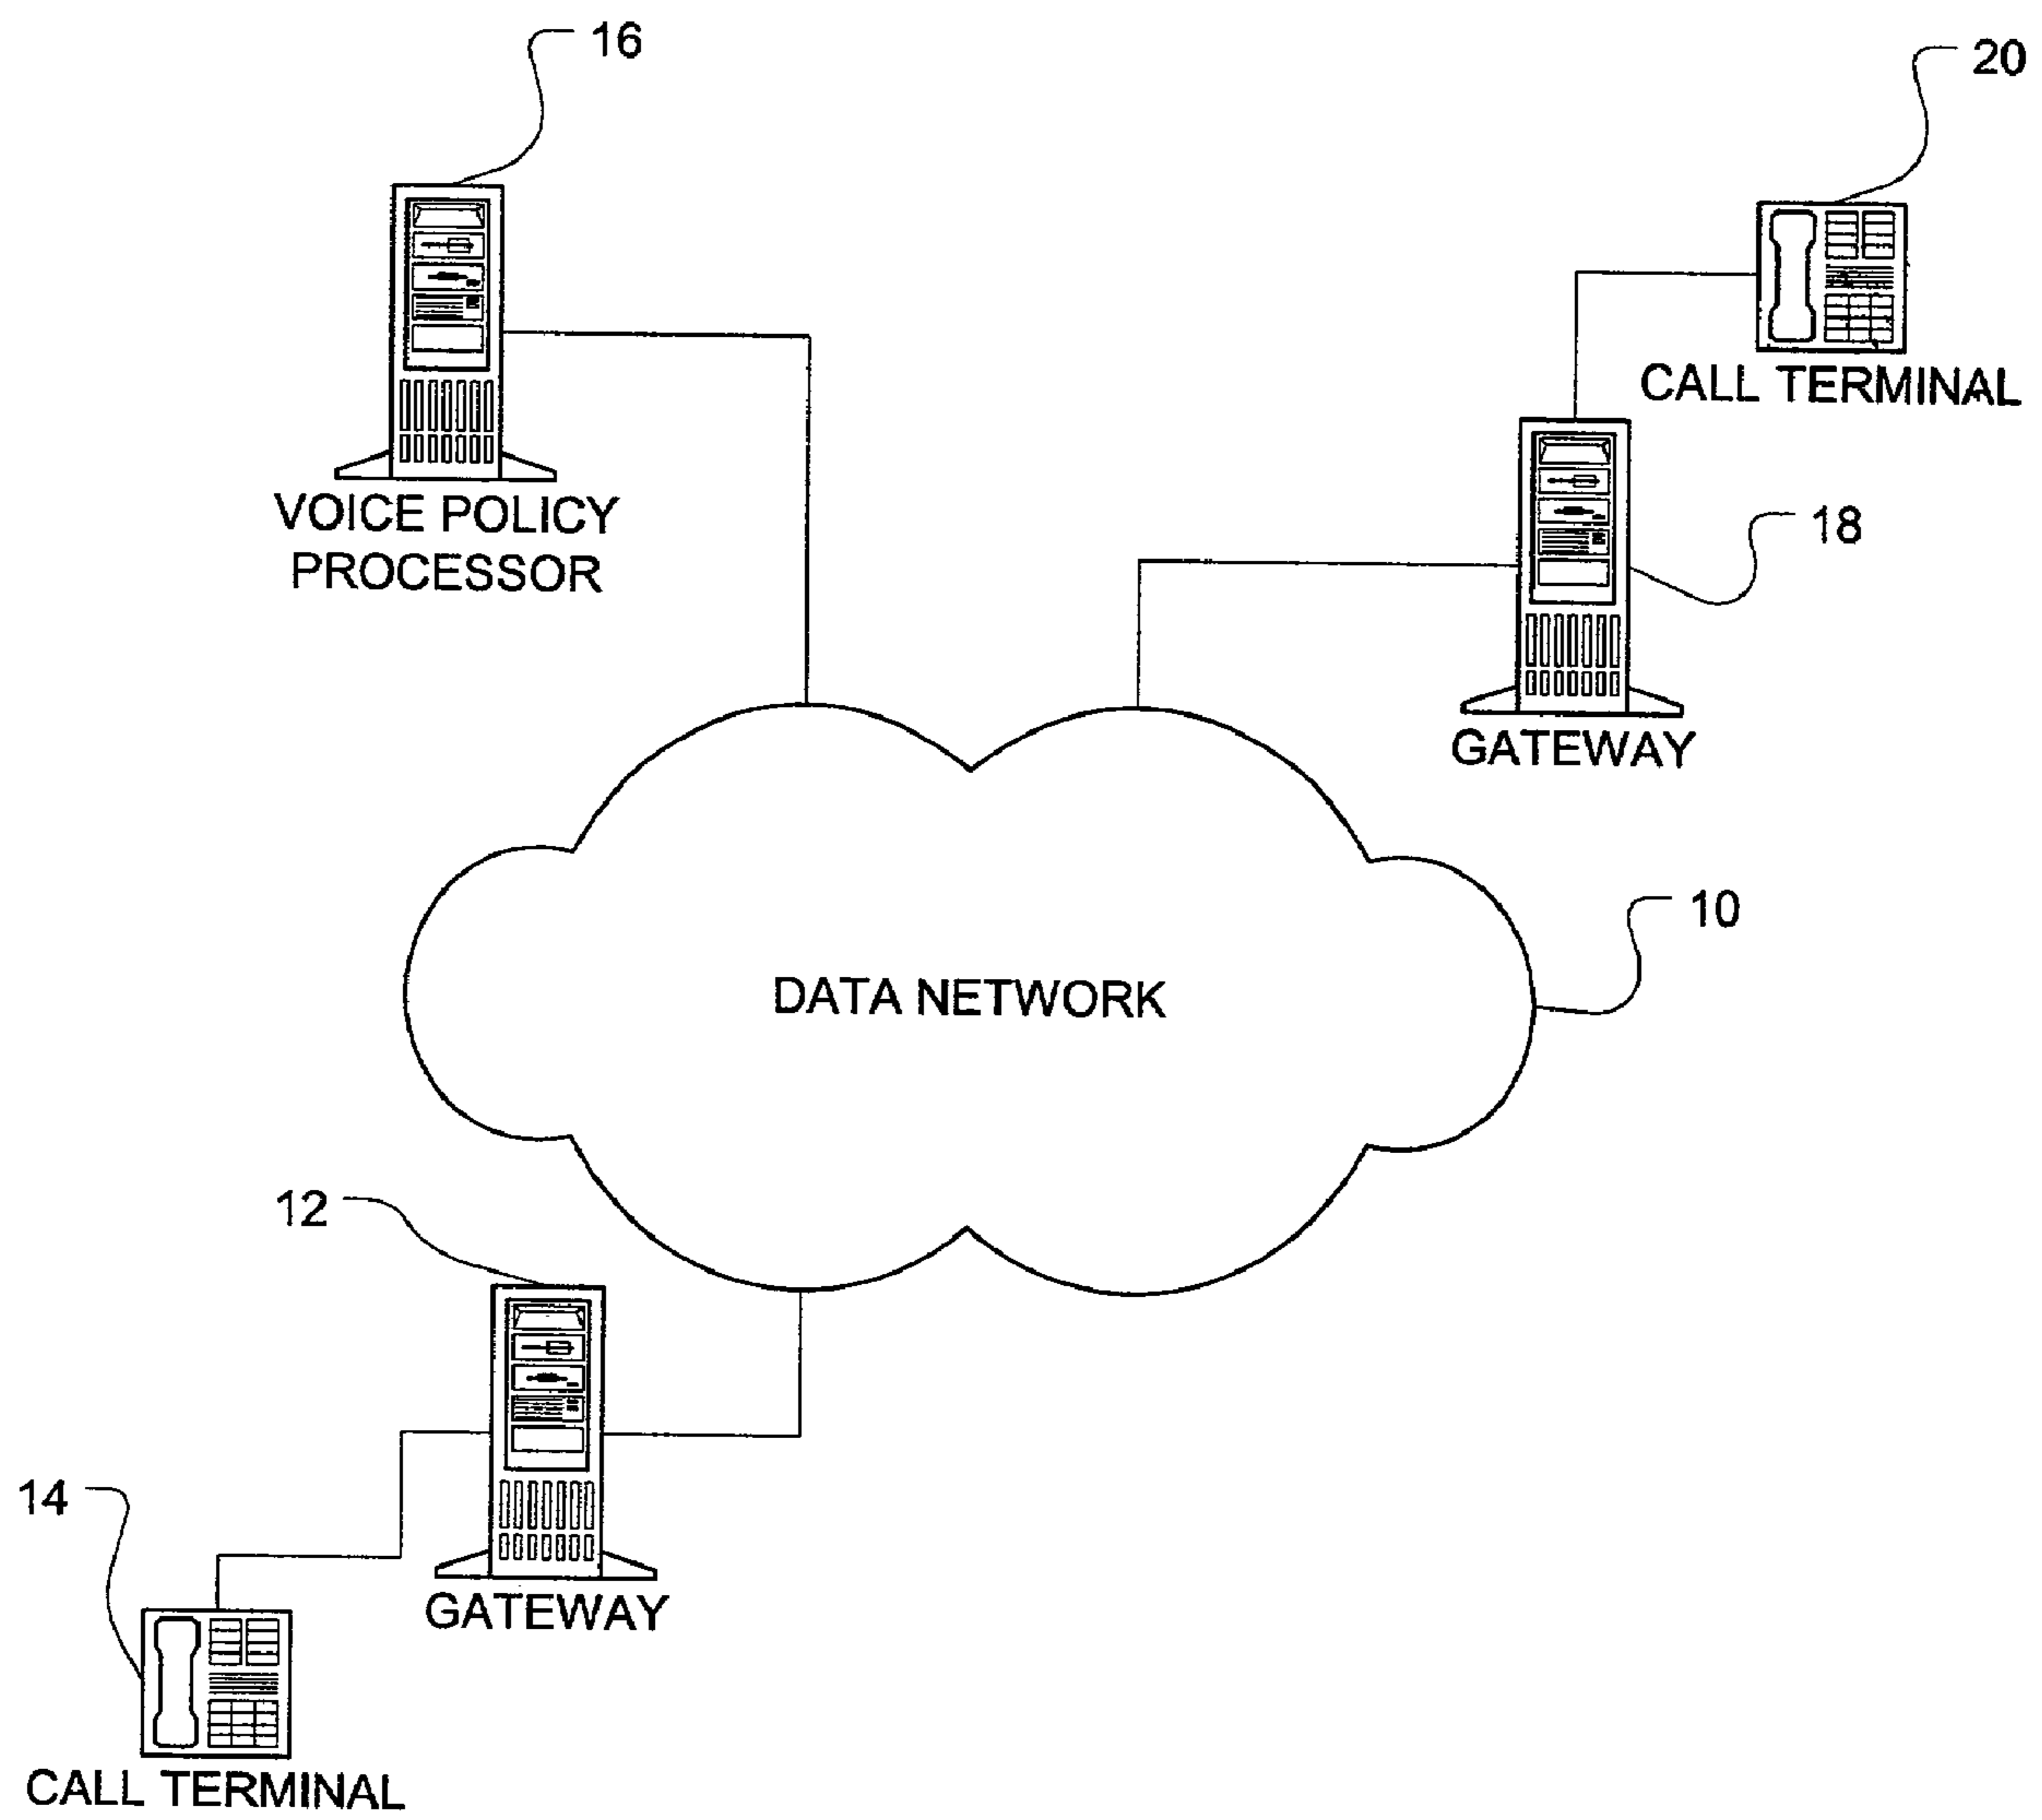 16
20
CALL TERMINAL
VOICE POLICY
PROCESSOR
18
GATEWAY
10
DATA NETWORK
12
GATEWAY
14
CALL TERMINAL